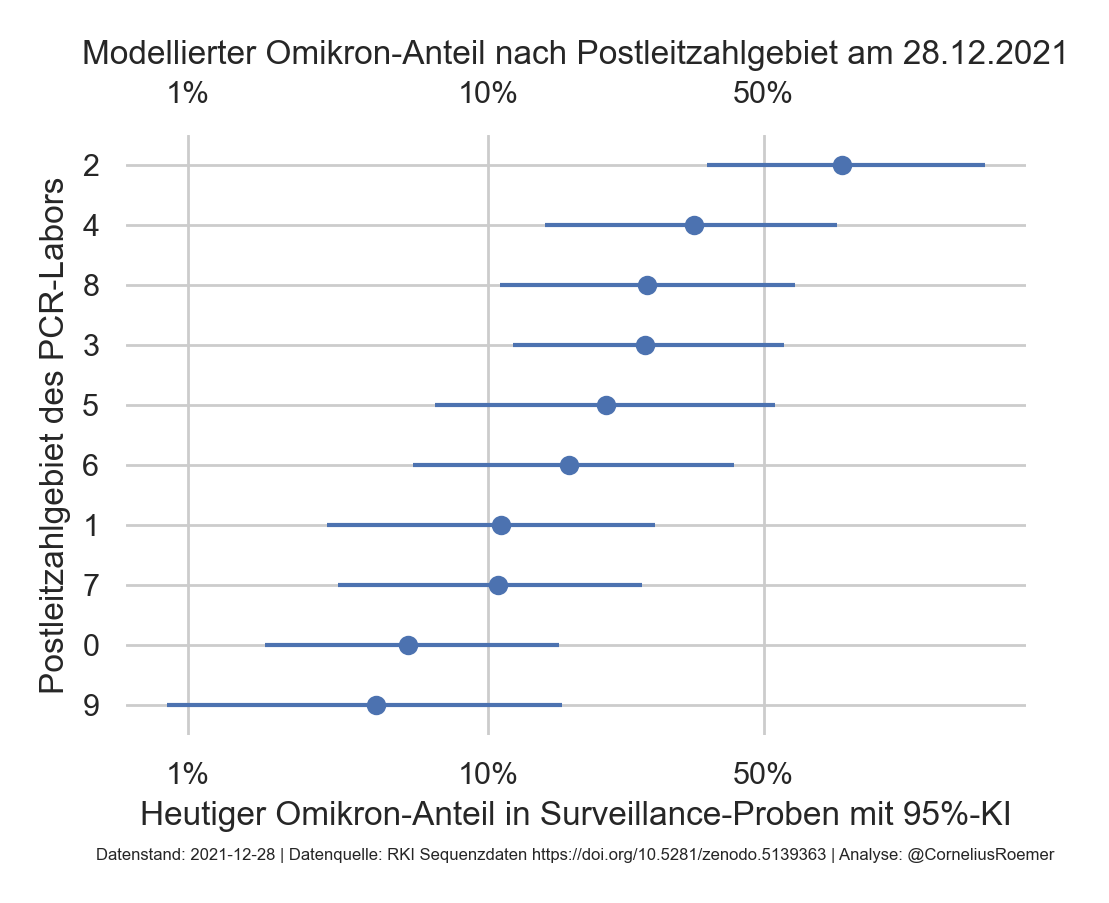 Modellierter Omikron-Anteil nach Postleitzahlgebiet am 28.12.2021
1% 10% 50%
Postleitzahlgebiet des PCR-Labors
2
4
8
3
5
6
1
7
0
9
1% 10% 50%
Heutiger Omikron-Anteil in Surveillance-Proben mit 95%-KI
Datenstand: 2021-12-28 | Datenquelle: RKI Sequenzdaten https://doi.org/10.5281/zenodo.5139363 | Analyse: @CorneliusRoemer